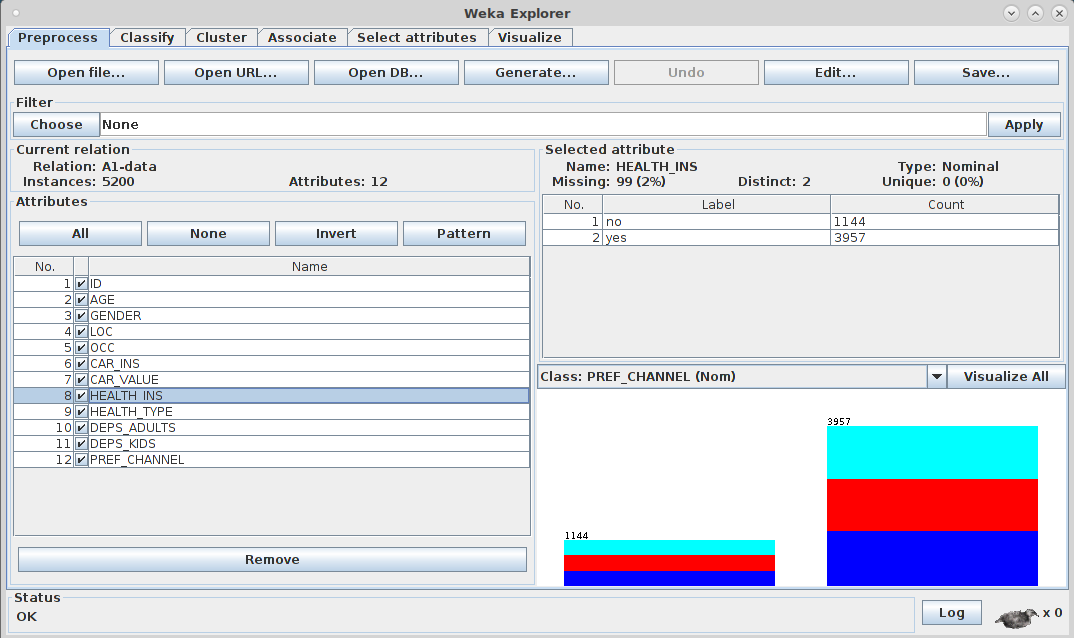 Weka Explorer
Preprocess Classify Cluster Associate Select attributes Visualize
Open file... Open URL... Open DB... Generate... Undo Edit... Save...
Filter
Choose None Apply
Current relation
Relation: A1-data
Instances: 5200 Attributes: 12
Attributes
All None Invert Pattern
No. Name
1 ID
2 AGE
3 GENDER
4 LOC
5 OCC
6 CAR_INS
7 CAR_VALUE
8 HEALTH_INS
9 HEALTH_TYPE
10 DEPS_ADULTS
11 DEPS_KIDS
12 PREF_CHANNEL
Remove
Selected attribute
Name: HEALTH_INS Type: Nominal
Missing: 99 (2%) Distinct: 2 Unique: 0 (0%)
No. Label Count
1 no 1144
2 yes 3957
Class: PREF_CHANNEL (Nom) Visualize All
3957
1144
Status
OK
Log x 0